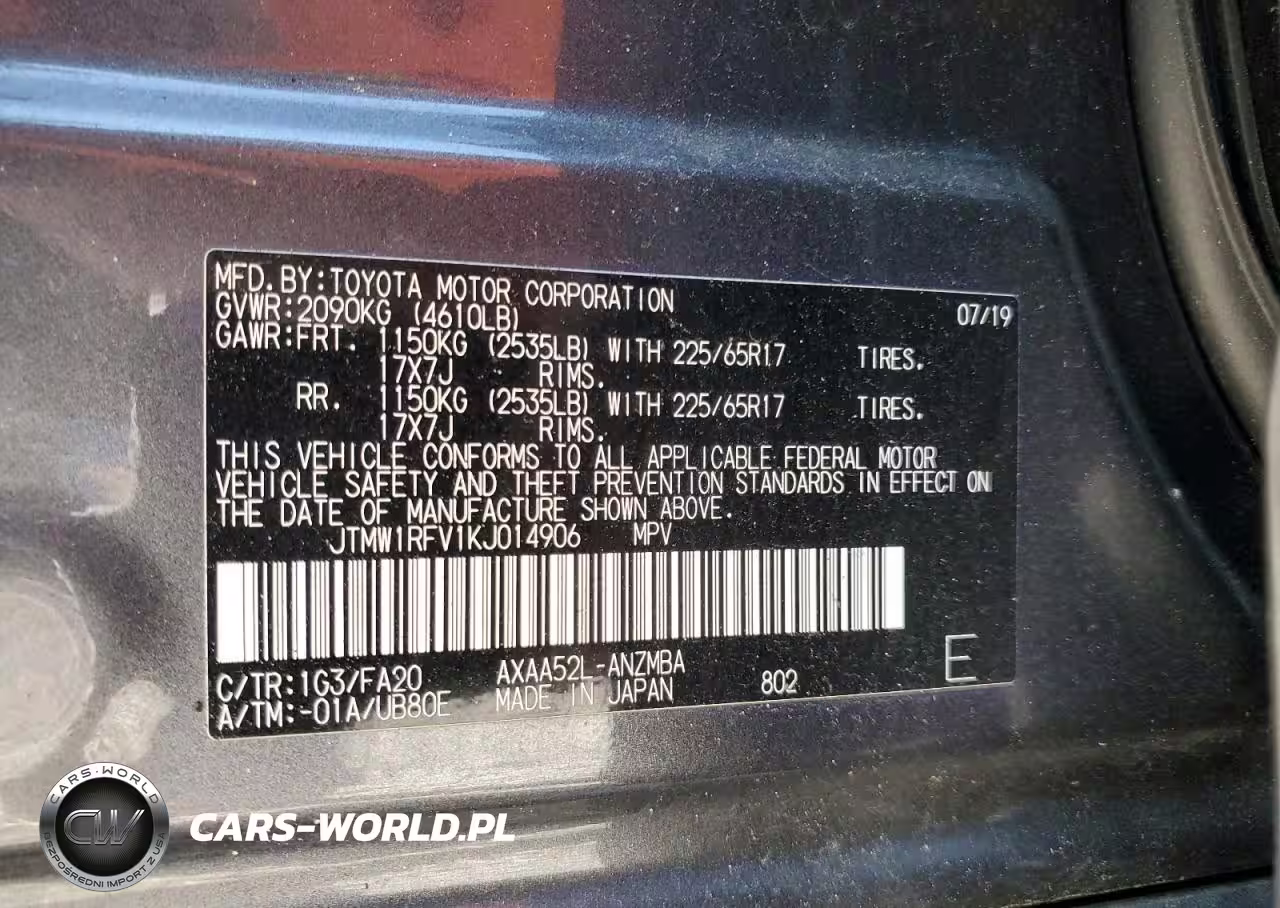 MFD.BY:TOYOTA MOTOR CORPORATION 07/19
GVWR:2090KG (4610LB)
GAWR:FRT. 1150KG (2535LB) WITH 225/65R17 TIRES.
17X7J RIMS.
RR. 1150KG (2535LB) WITH 225/65R17 TIRES.
17X7J RIMS.
THIS VEHICLE CONFORMS TO ALL APPLICABLE FEDERAL MOTOR
VEHICLE SAFETY AND THEFT PREVENTION STANDARDS IN EFFECT ON
THE DATE OF MANUFACTURE SHOWN ABOVE.
JTMW1RFV1KJ014906 MPV
C/TR:1G3/FA20 AXAA52L-ANZMBA 802 E
A/TM:-01A/UB80E MADE IN JAPAN
CARS-WORLD
CW
BEZPOŚREDNI IMPORT Z USA
CARS-WORLD.PL